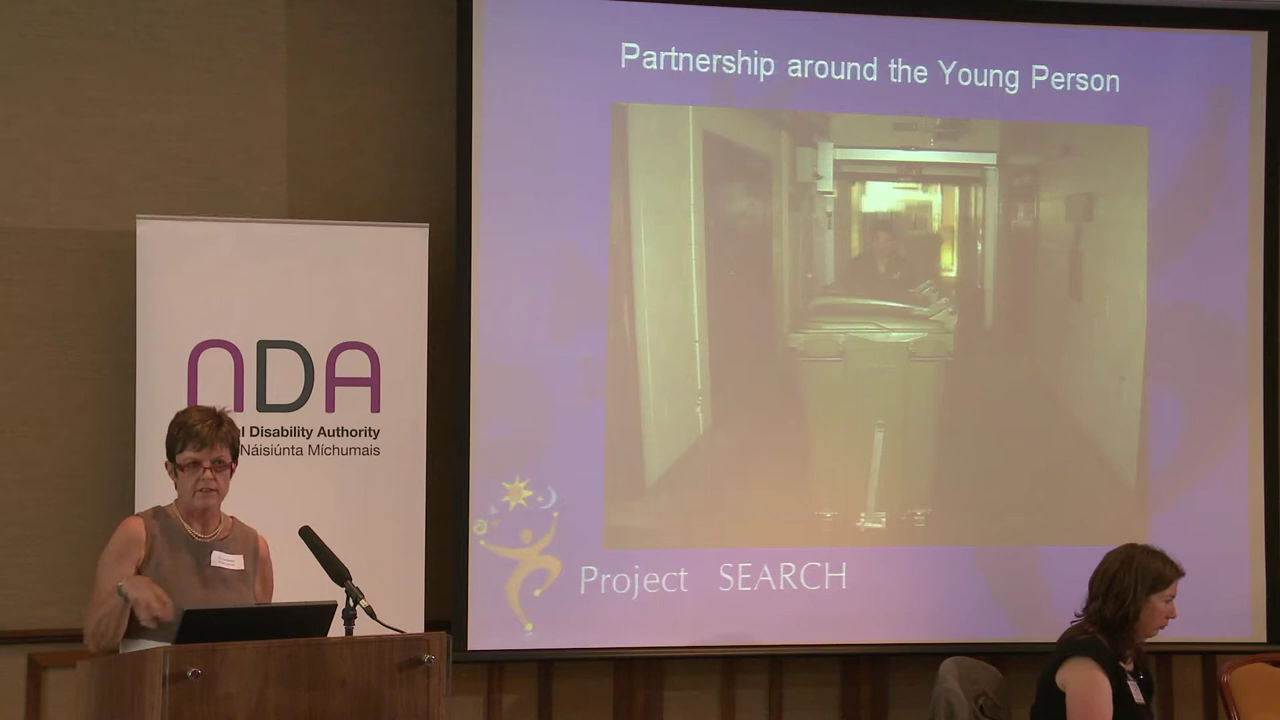 Partnership around the Young Person
NDA
l Disability Authority
Náisiúnta Míchumais
Project SEARCH